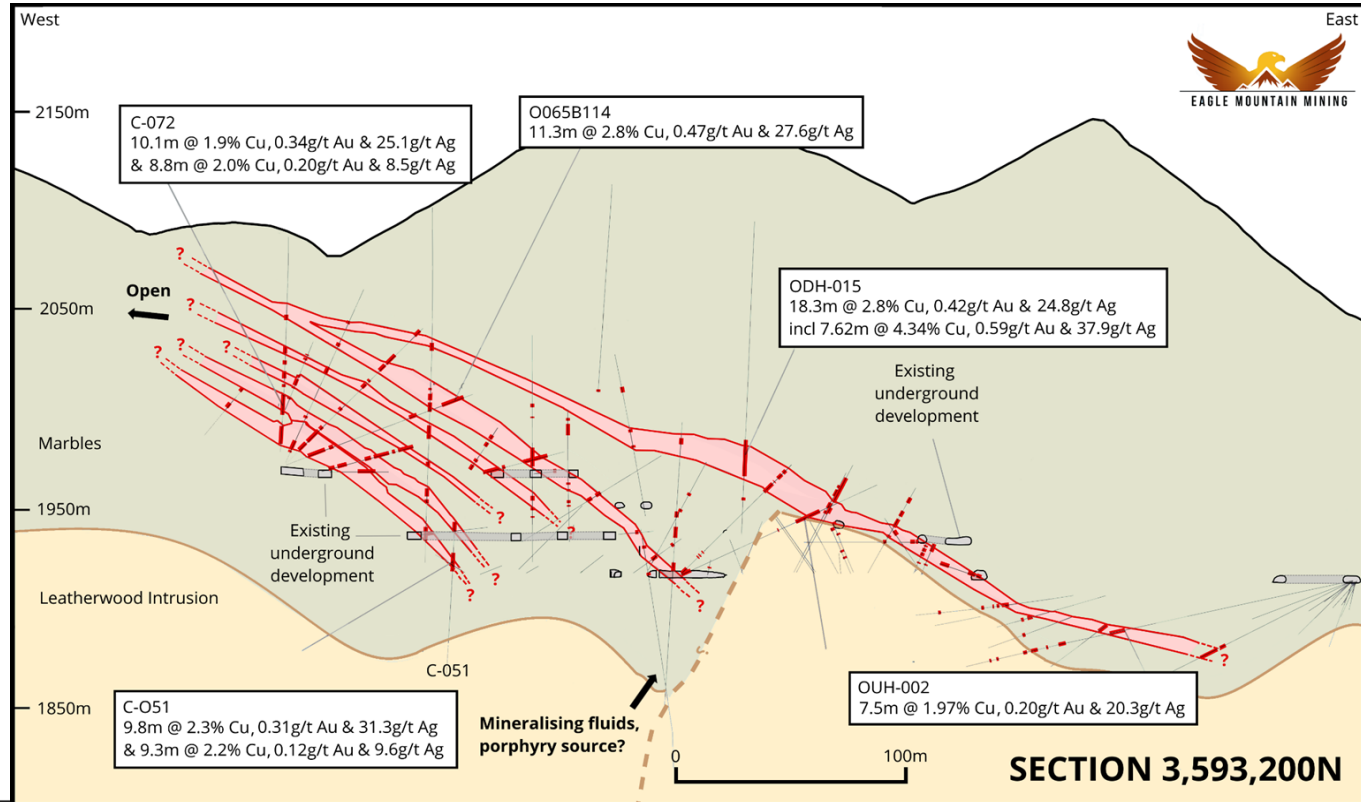 West
East
EAGLE MOUNTAIN MINING
2150m
C-072
10.1m @ 1.9% Cu, 0.34g/t Au & 25.1g/t Ag
& 8.8m @ 2.0% Cu, 0.20g/t Au & 8.5g/t Ag
O065B114
11.3m @ 2.8% Cu, 0.47g/t Au & 27.6g/t Ag
?
Open
2050m
?
?
?
?
ODH-015
18.3m @ 2.8% Cu, 0.42g/t Au & 24.8g/t Ag
incl 7.62m @ 4.34% Cu, 0.59g/t Au & 37.9g/t Ag
Existing
underground
development
Marbles
1950m
?
?
Existing
underground
development
?
?
?
Leatherwood Intrusion
?
C-051
C-O51
9.8m @ 2.3% Cu, 0.31g/t Au & 31.3g/t Ag
& 9.3m @ 2.2% Cu, 0.12g/t Au & 9.6g/t Ag
1850m
Mineralising fluids,
porphyry source?
OUH-002
7.5m @ 1.97% Cu, 0.20g/t Au & 20.3g/t Ag
0
100m
SECTION 3,593,200N